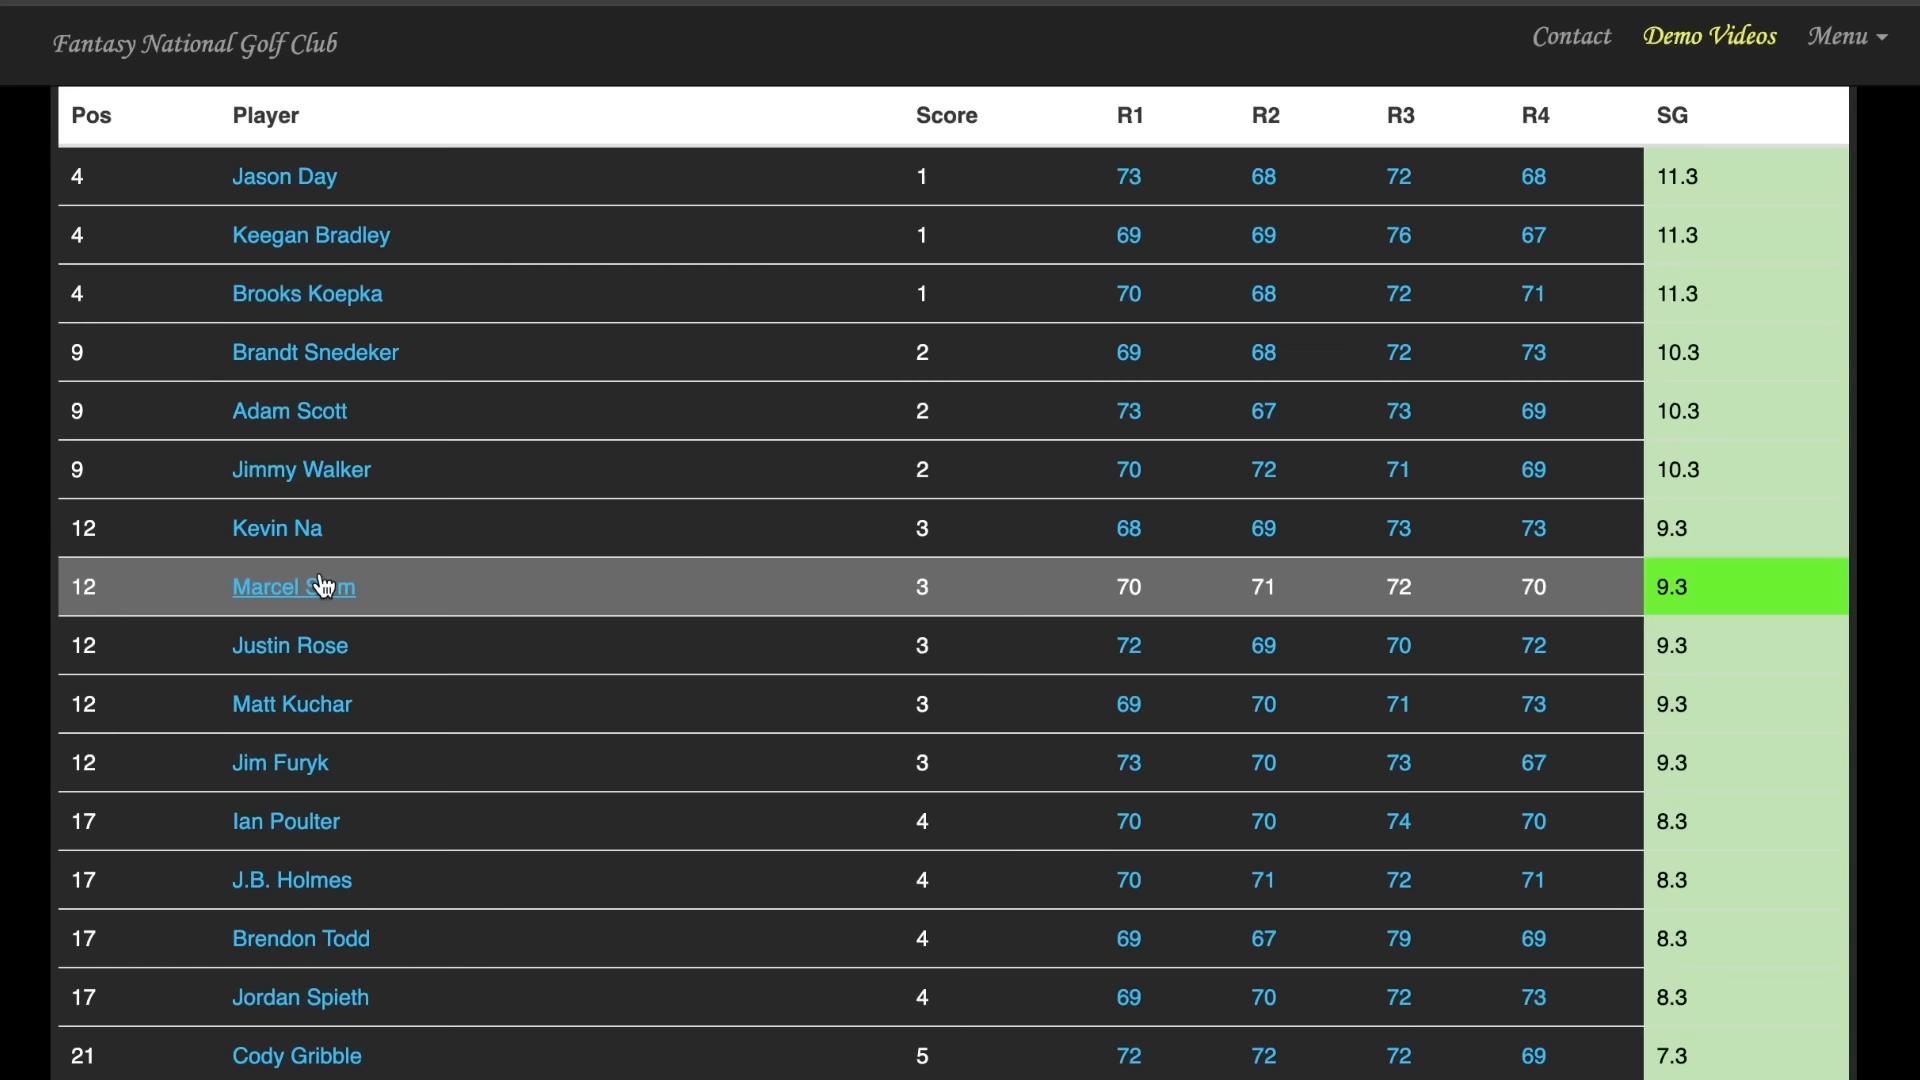 Fantasy National Golf Club Contact Demo Videos Menu
Pos Player Score R1 R2 R3 R4 SG
4 Jason Day 1 73 68 72 68 11.3
4 Keegan Bradley 1 69 69 76 67 11.3
4 Brooks Koepka 1 70 68 72 71 11.3
9 Brandt Snedeker 2 69 68 72 73 10.3
9 Adam Scott 2 73 67 73 69 10.3
9 Jimmy Walker 2 70 72 71 69 10.3
12 Kevin Na 3 68 69 73 73 9.3
12 Marcel 3 70 71 72 70 9.3
12 Justin Rose 3 72 69 70 72 9.3
12 Matt Kuchar 3 69 70 71 73 9.3
12 Jim Furyk 3 73 70 73 67 9.3
17 Ian Poulter 4 70 70 74 70 8.3
17 J.B. Holmes 4 70 71 72 71 8.3
17 Brendon Todd 4 69 67 79 69 8.3
17 Jordan Spieth 4 69 70 72 73 8.3
21 Cody Gribble 5 72 72 72 69 7.3